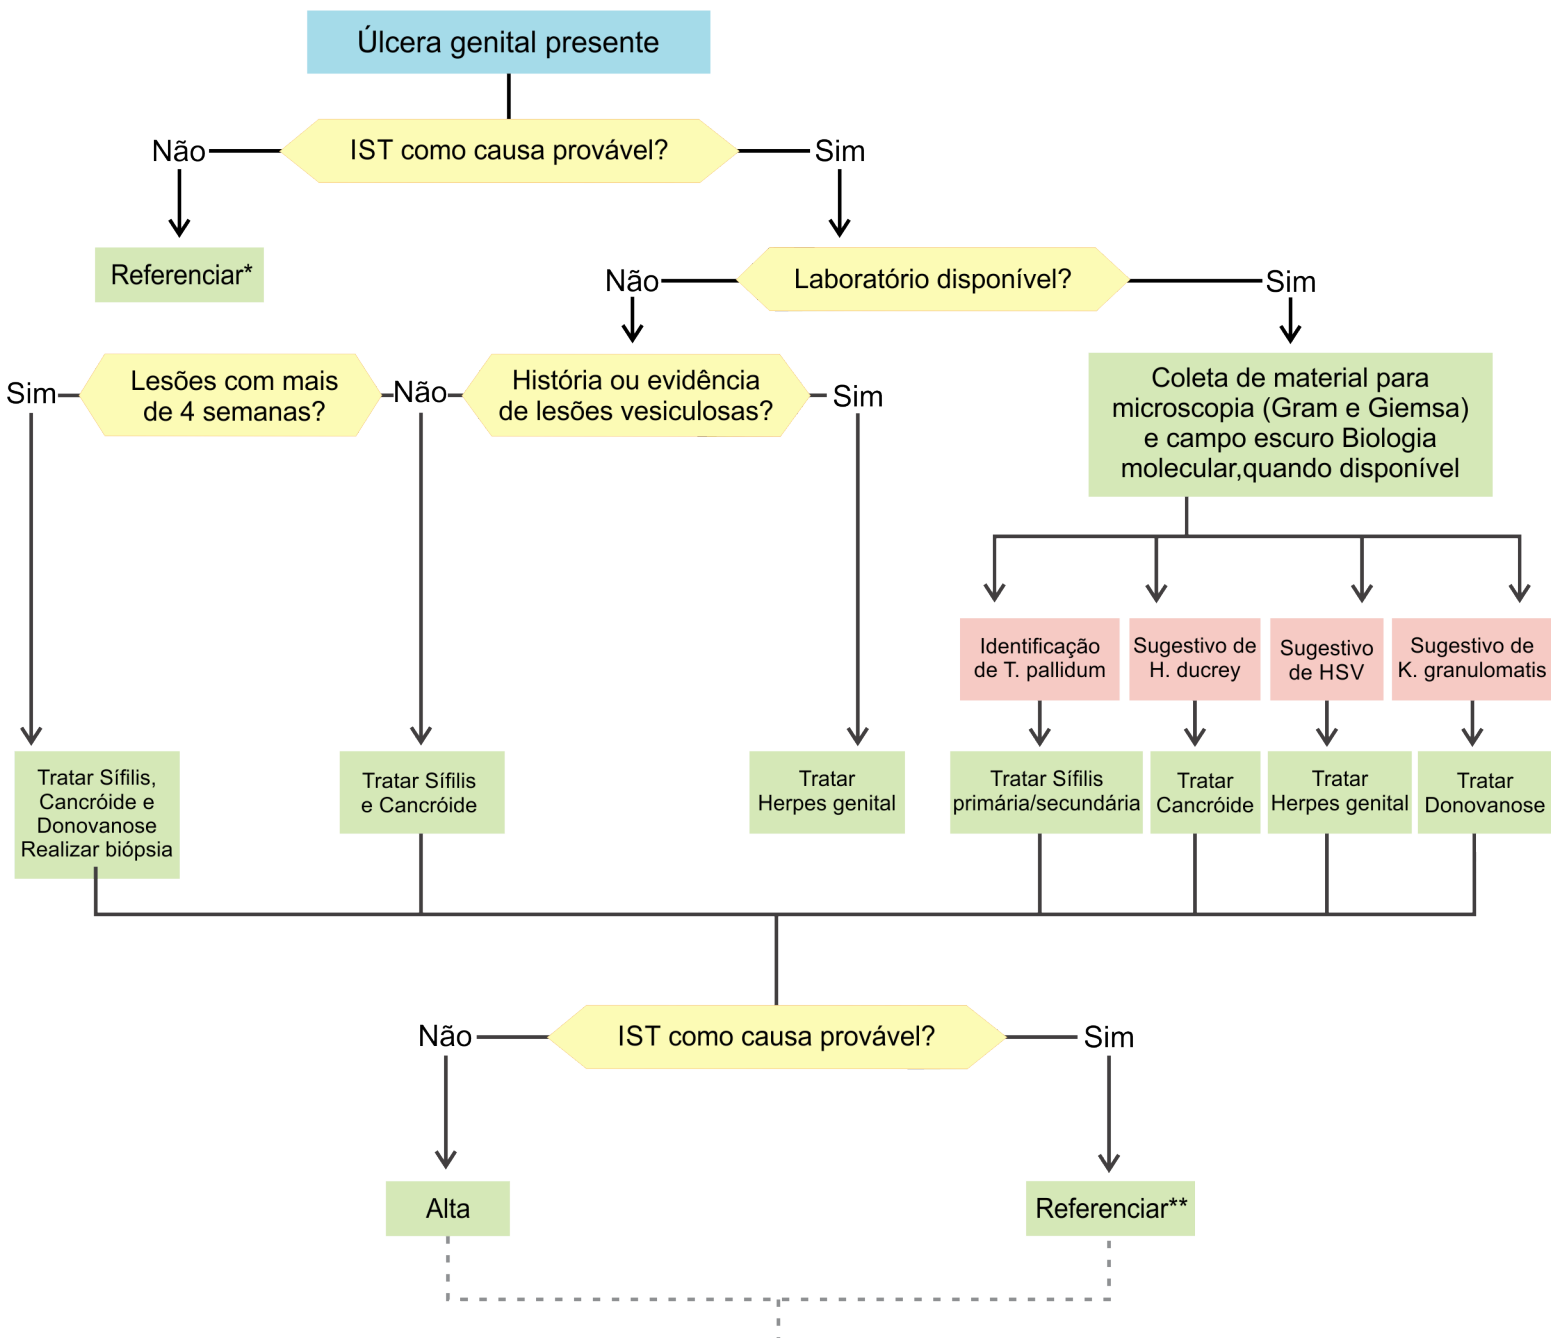 Úlcera genital presente
Não
IST como causa provável?
Sim
Referenciar*
Não
Laboratório disponível?
Sim
Sim
Lesões com mais
de 4 semanas?
Não
História ou evidência
de lesões vesiculosas?
Sim
Coleta de material para
microscopia (Gram e Giemsa)
e campo escuro Biologia
molecular,quando disponível
Identificação
de T. pallidum
Sugestivo de
H. ducrey
Sugestivo
de HSV
Sugestivo de
K. granulomatis
Tratar Sífilis,
Cancróide e
Donovanose
Realizar biópsia
Tratar Sífilis
e Cancróide
Tratar
Herpes genital
Tratar Sífilis
primária/secundária
Tratar
Cancróide
Tratar
Herpes genital
Tratar
Donovanose
Não
IST como causa provável?
Sim
Alta
Referenciar**